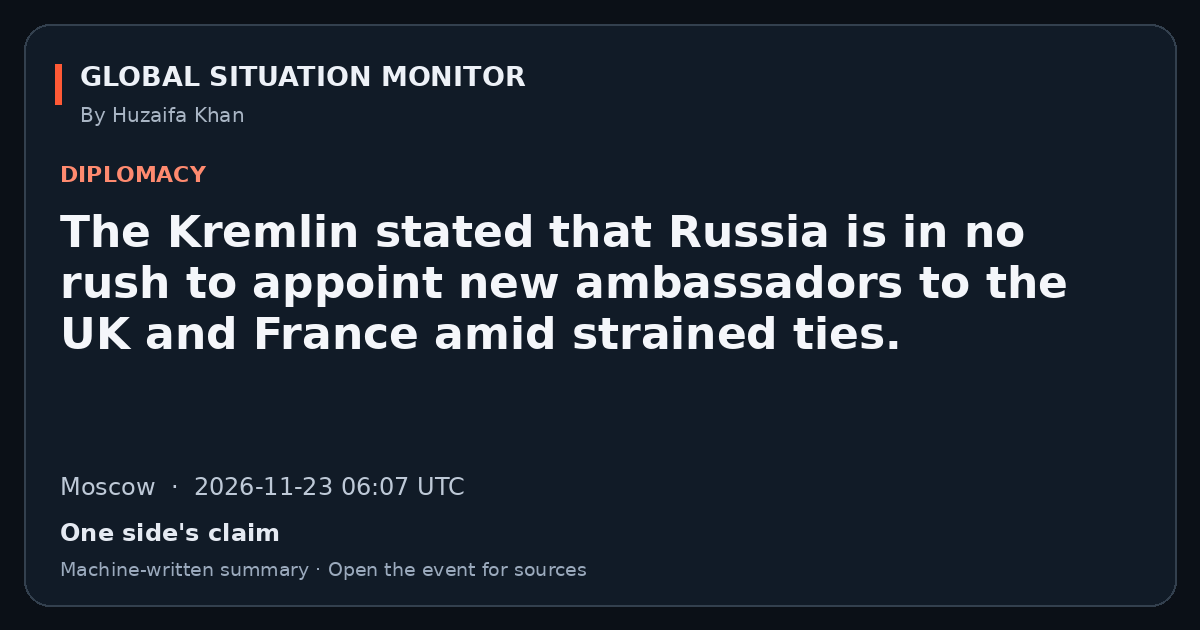 GLOBAL SITUATION MONITOR
By Huzaifa Khan
DIPLOMACY
The Kremlin stated that Russia is in no
rush to appoint new ambassadors to the
UK and France amid strained ties.
Moscow · 2026-11-23 06:07 UTC
One side's claim
Machine-written summary · Open the event for sources